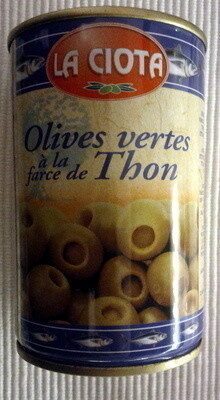 LA CIOTA
Olives vertes
à la
farce de Thon